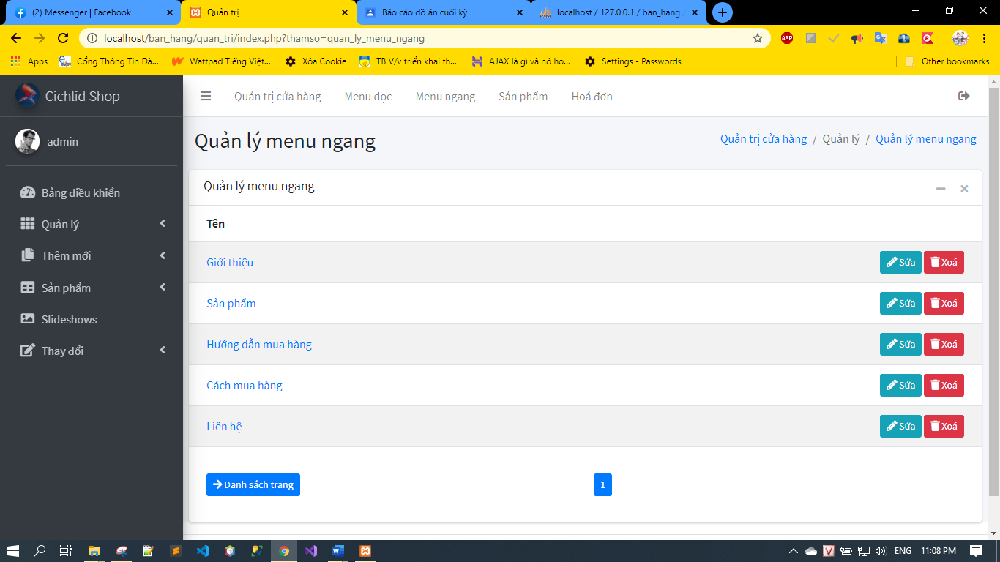 (2) Messenger | Facebook
Quản trị
Báo cáo đồ án cuối kỳ
localhost / 127.0.0.1 / ban_hang
localhost/ban_hang/quan_tri/index.php?thamso=quan_ly_menu_ngang
ABP
Apps
Cổng Thông Tin Đà...
Wattpad Tiếng Việt...
Xóa Cookie
TB V/v triển khai th...
AJAX là gì và nó ho...
Settings - Passwords
Other bookmarks
Cichlid Shop
Quản trị cửa hàng
Menu dọc
Menu ngang
Sản phẩm
Hoá đơn
admin
Quản lý menu ngang
Quản trị cửa hàng / Quản lý / Quản lý menu ngang
Bảng điều khiển
Quản lý
Thêm mới
Sản phẩm
Slideshows
Thay đổi
Quản lý menu ngang
Tên
Giới thiệu Sửa Xoá
Sản phẩm Sửa Xoá
Hướng dẫn mua hàng Sửa Xoá
Cách mua hàng Sửa Xoá
Liên hệ Sửa Xoá
Danh sách trang
1
ENG
11:08 PM